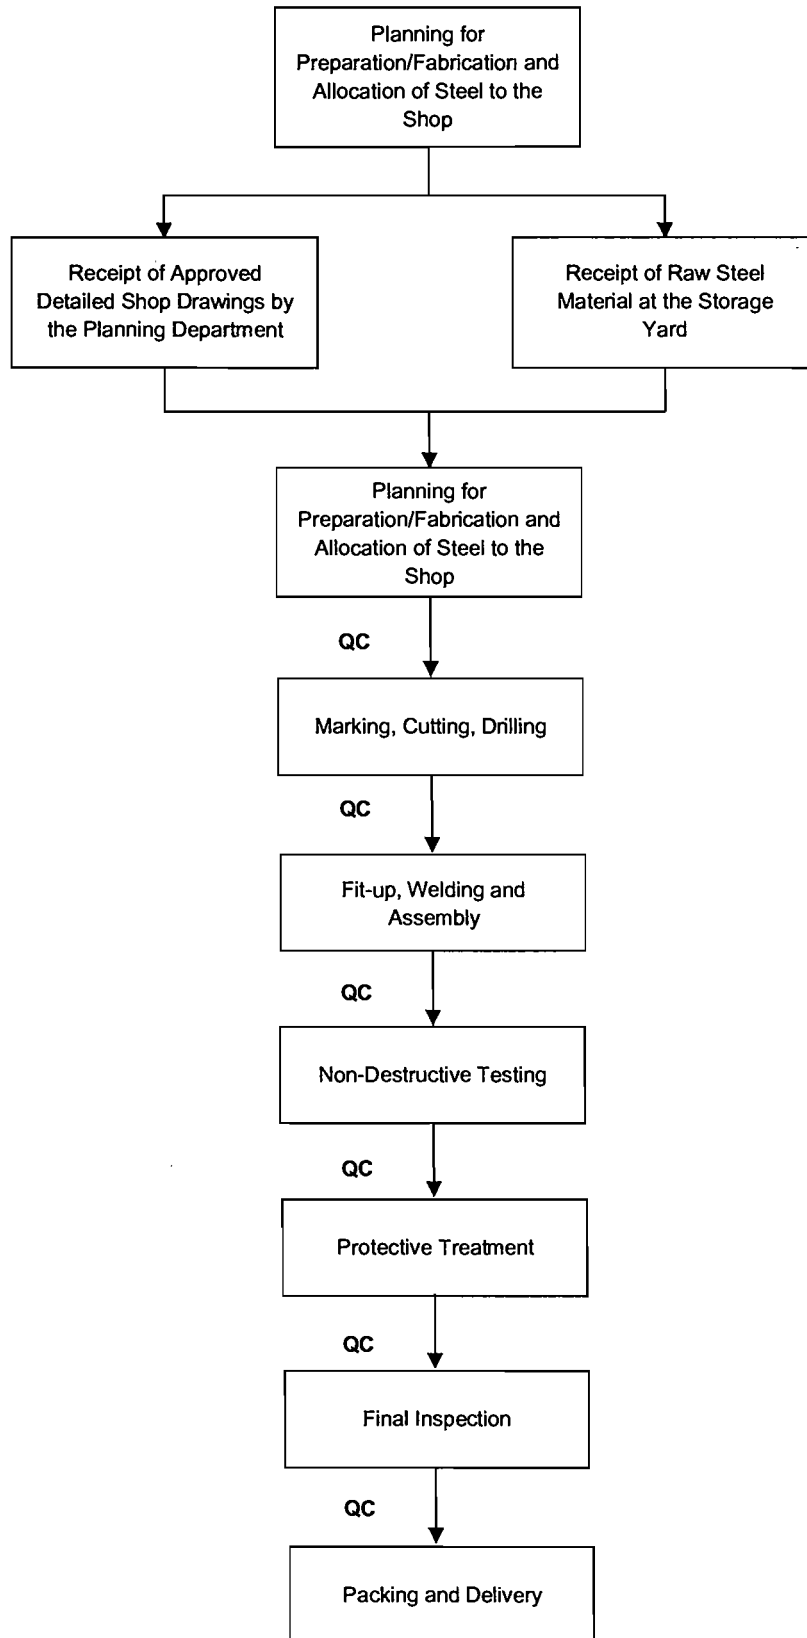 Planning for
Preparation/Fabrication and
Allocation of Steel to the
Shop
Receipt of Approved
Detailed Shop Drawings by
the Planning Department
Receipt of Raw Steel
Material at the Storage
Yard
Planning for
Preparation/Fabrication and
Allocation of Steel to the
Shop
QC
Marking, Cutting, Drilling
QC
Fit-up, Welding and
Assembly
QC
Non-Destructive Testing
QC
Protective Treatment
QC
Final Inspection
QC
Packing and Delivery